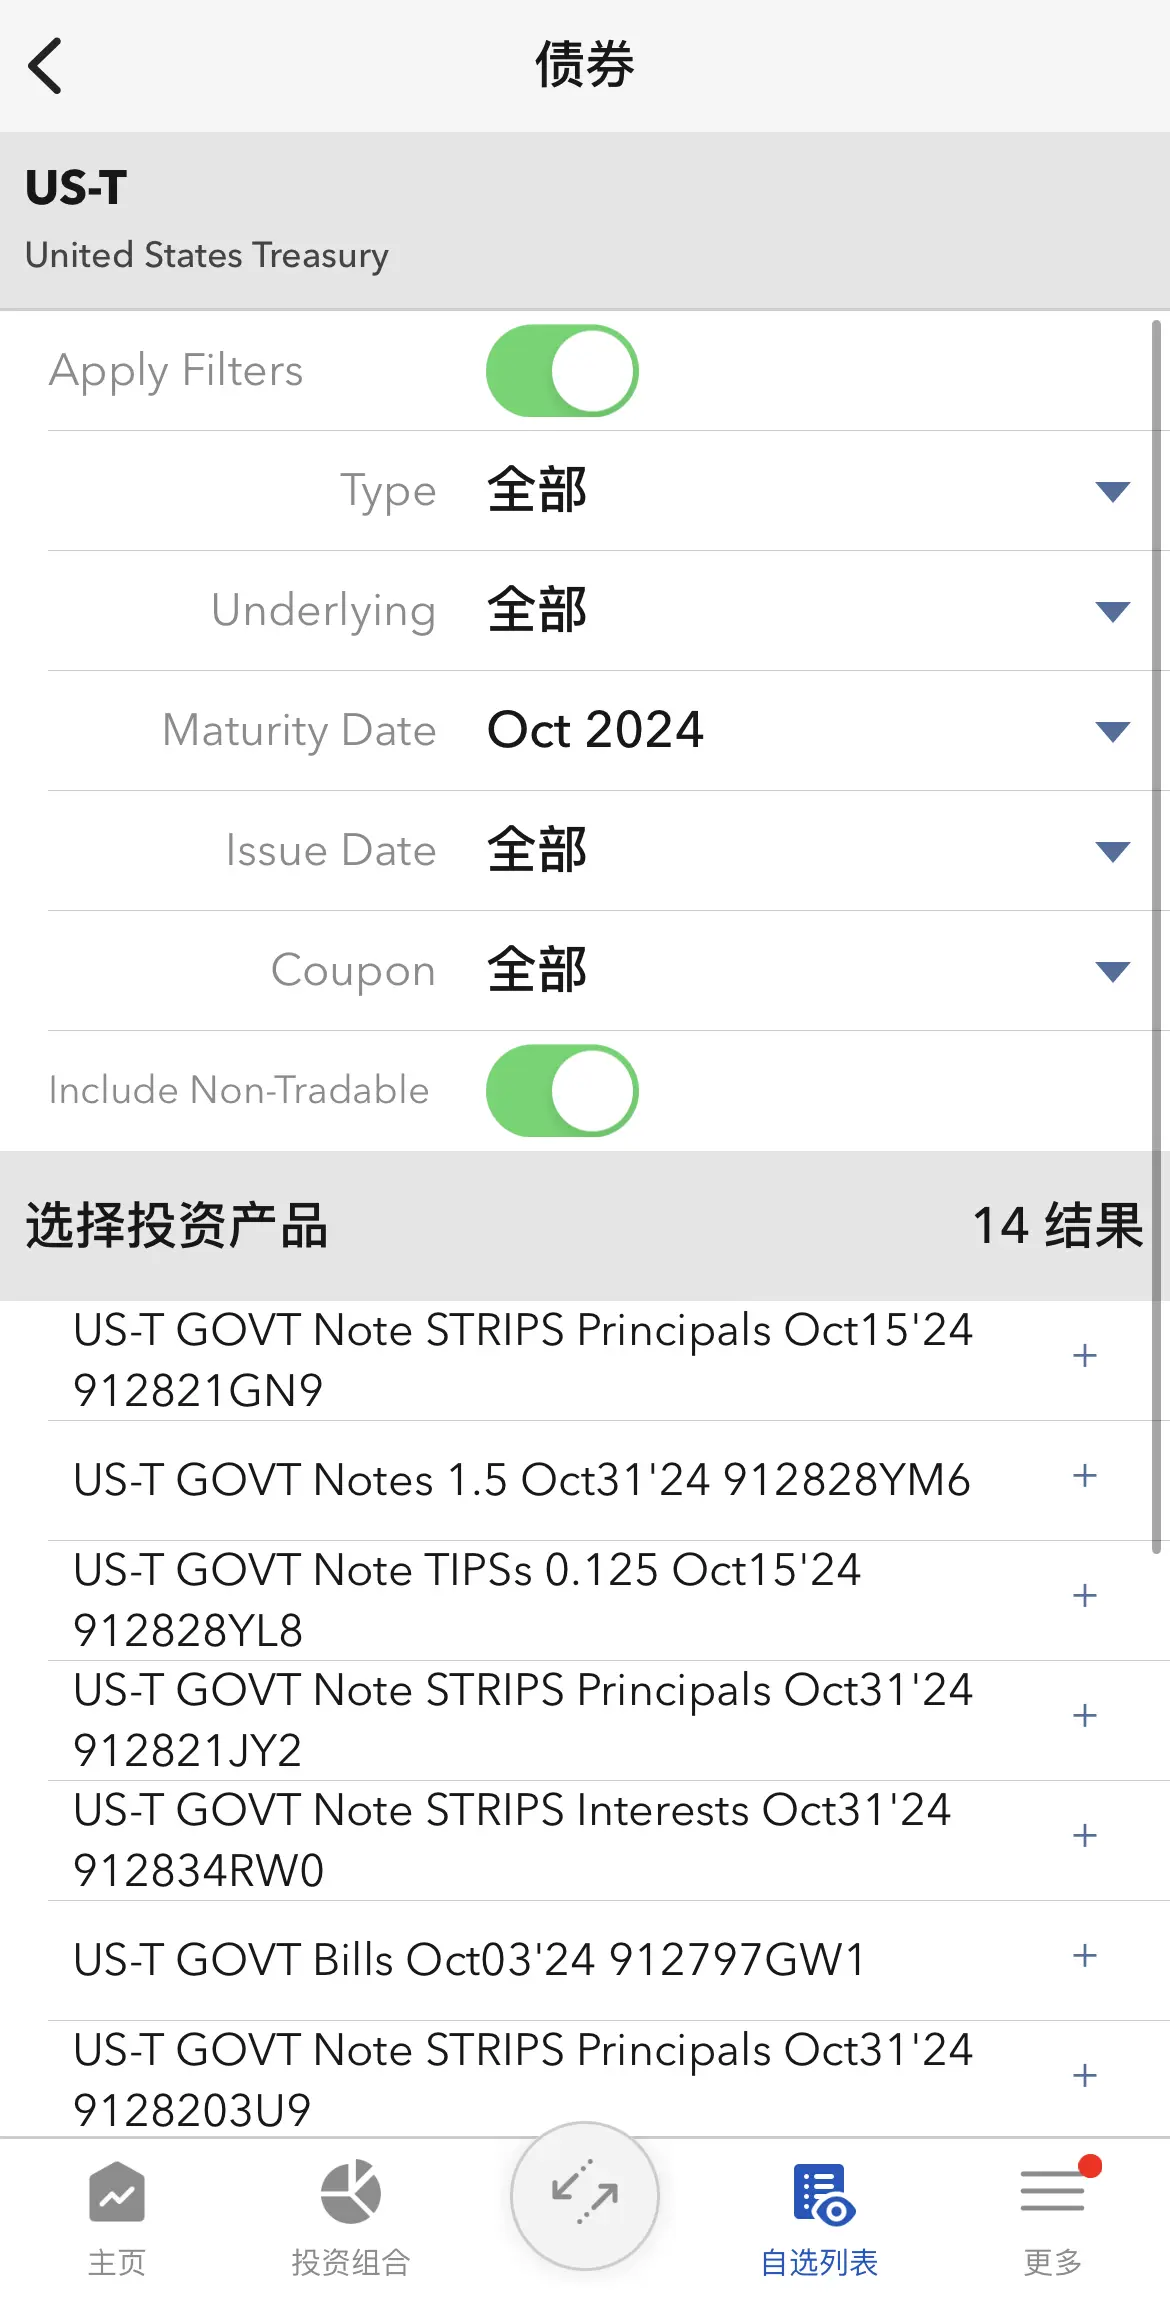 债券
US-T
United States Treasury
Apply Filters
Type 全部
Underlying 全部
Maturity Date Oct 2024
Issue Date 全部
Coupon 全部
Include Non-Tradable
选择投资产品 14 结果
US-T GOVT Note STRIPS Principals Oct15'24
912821GN9
+
US-T GOVT Notes 1.5 Oct31'24 912828YM6
+
US-T GOVT Note TIPSs 0.125 Oct15'24
912828YL8
+
US-T GOVT Note STRIPS Principals Oct31'24
912821JY2
+
US-T GOVT Note STRIPS Interests Oct31'24
912834RW0
+
US-T GOVT Bills Oct03'24 912797GW1
+
US-T GOVT Note STRIPS Principals Oct31'24
9128203U9
+
主页 投资组合 自选列表 更多